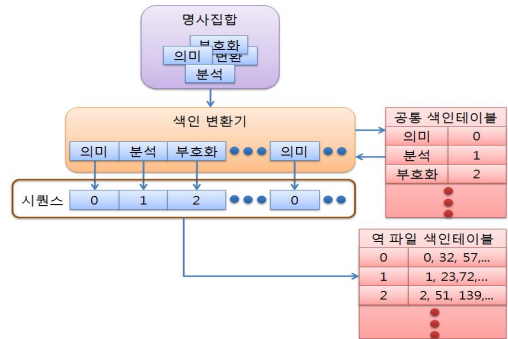 명사집합
부호화
의미 변환
분석
색인 변환기
의미 분석 부호화 의미
시퀀스 0 1 2 0
공통 색인테이블
의미 0
분석 1
부호화 2
역 파일 색인테이블
0 0, 32, 57,...
1 1, 23,72,...
2 2, 51, 139,...